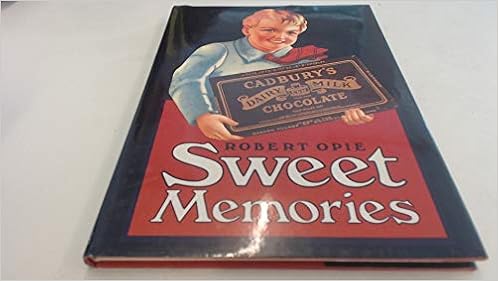 CADBURY'S
DAIRY MILK
CHOCOLATE
ROBERT OPIE
Sweet
Memories